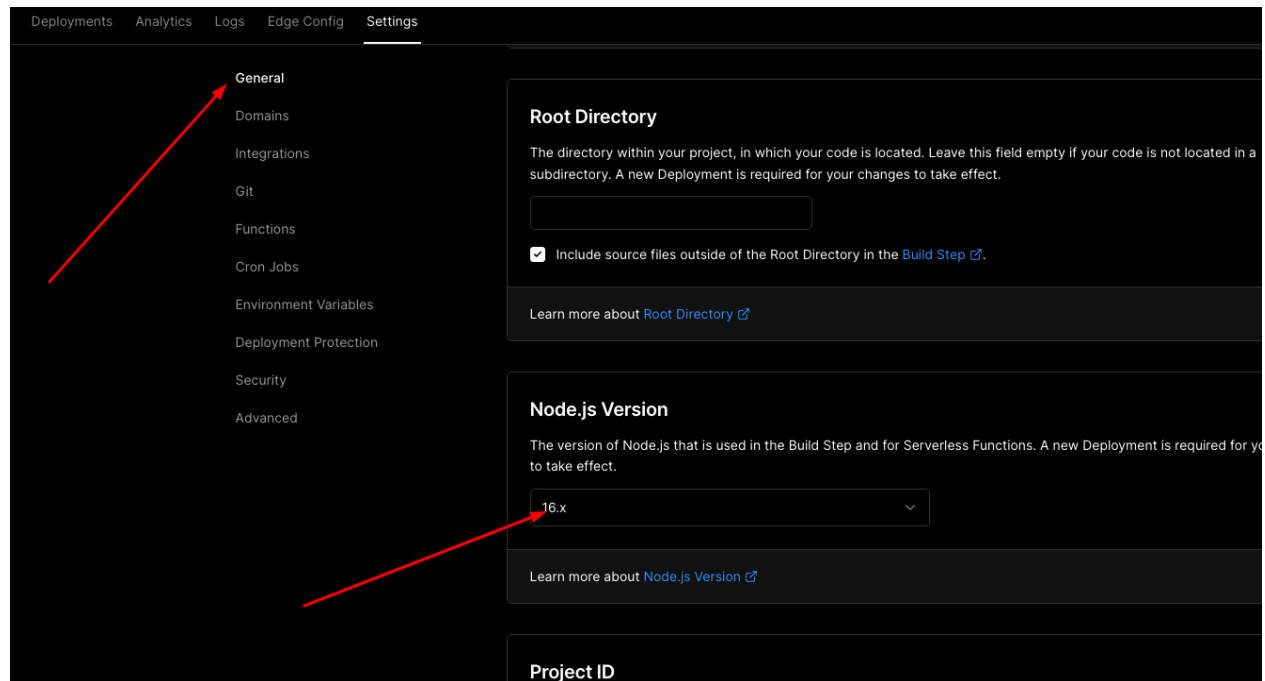 Deployments Analytics Logs Edge Config Settings
General
Domains
Integrations
Git
Functions
Cron Jobs
Environment Variables
Deployment Protection
Security
Advanced
Root Directory
The directory within your project, in which your code is located. Leave this field empty if your code is not located in a
subdirectory. A new Deployment is required for your changes to take effect.
Include source files outside of the Root Directory in the Build Step.
Learn more about Root Directory
Node.js Version
The version of Node.js that is used in the Build Step and for Serverless Functions. A new Deployment is required for
to take effect.
16.x
Learn more about Node.js Version
Project ID